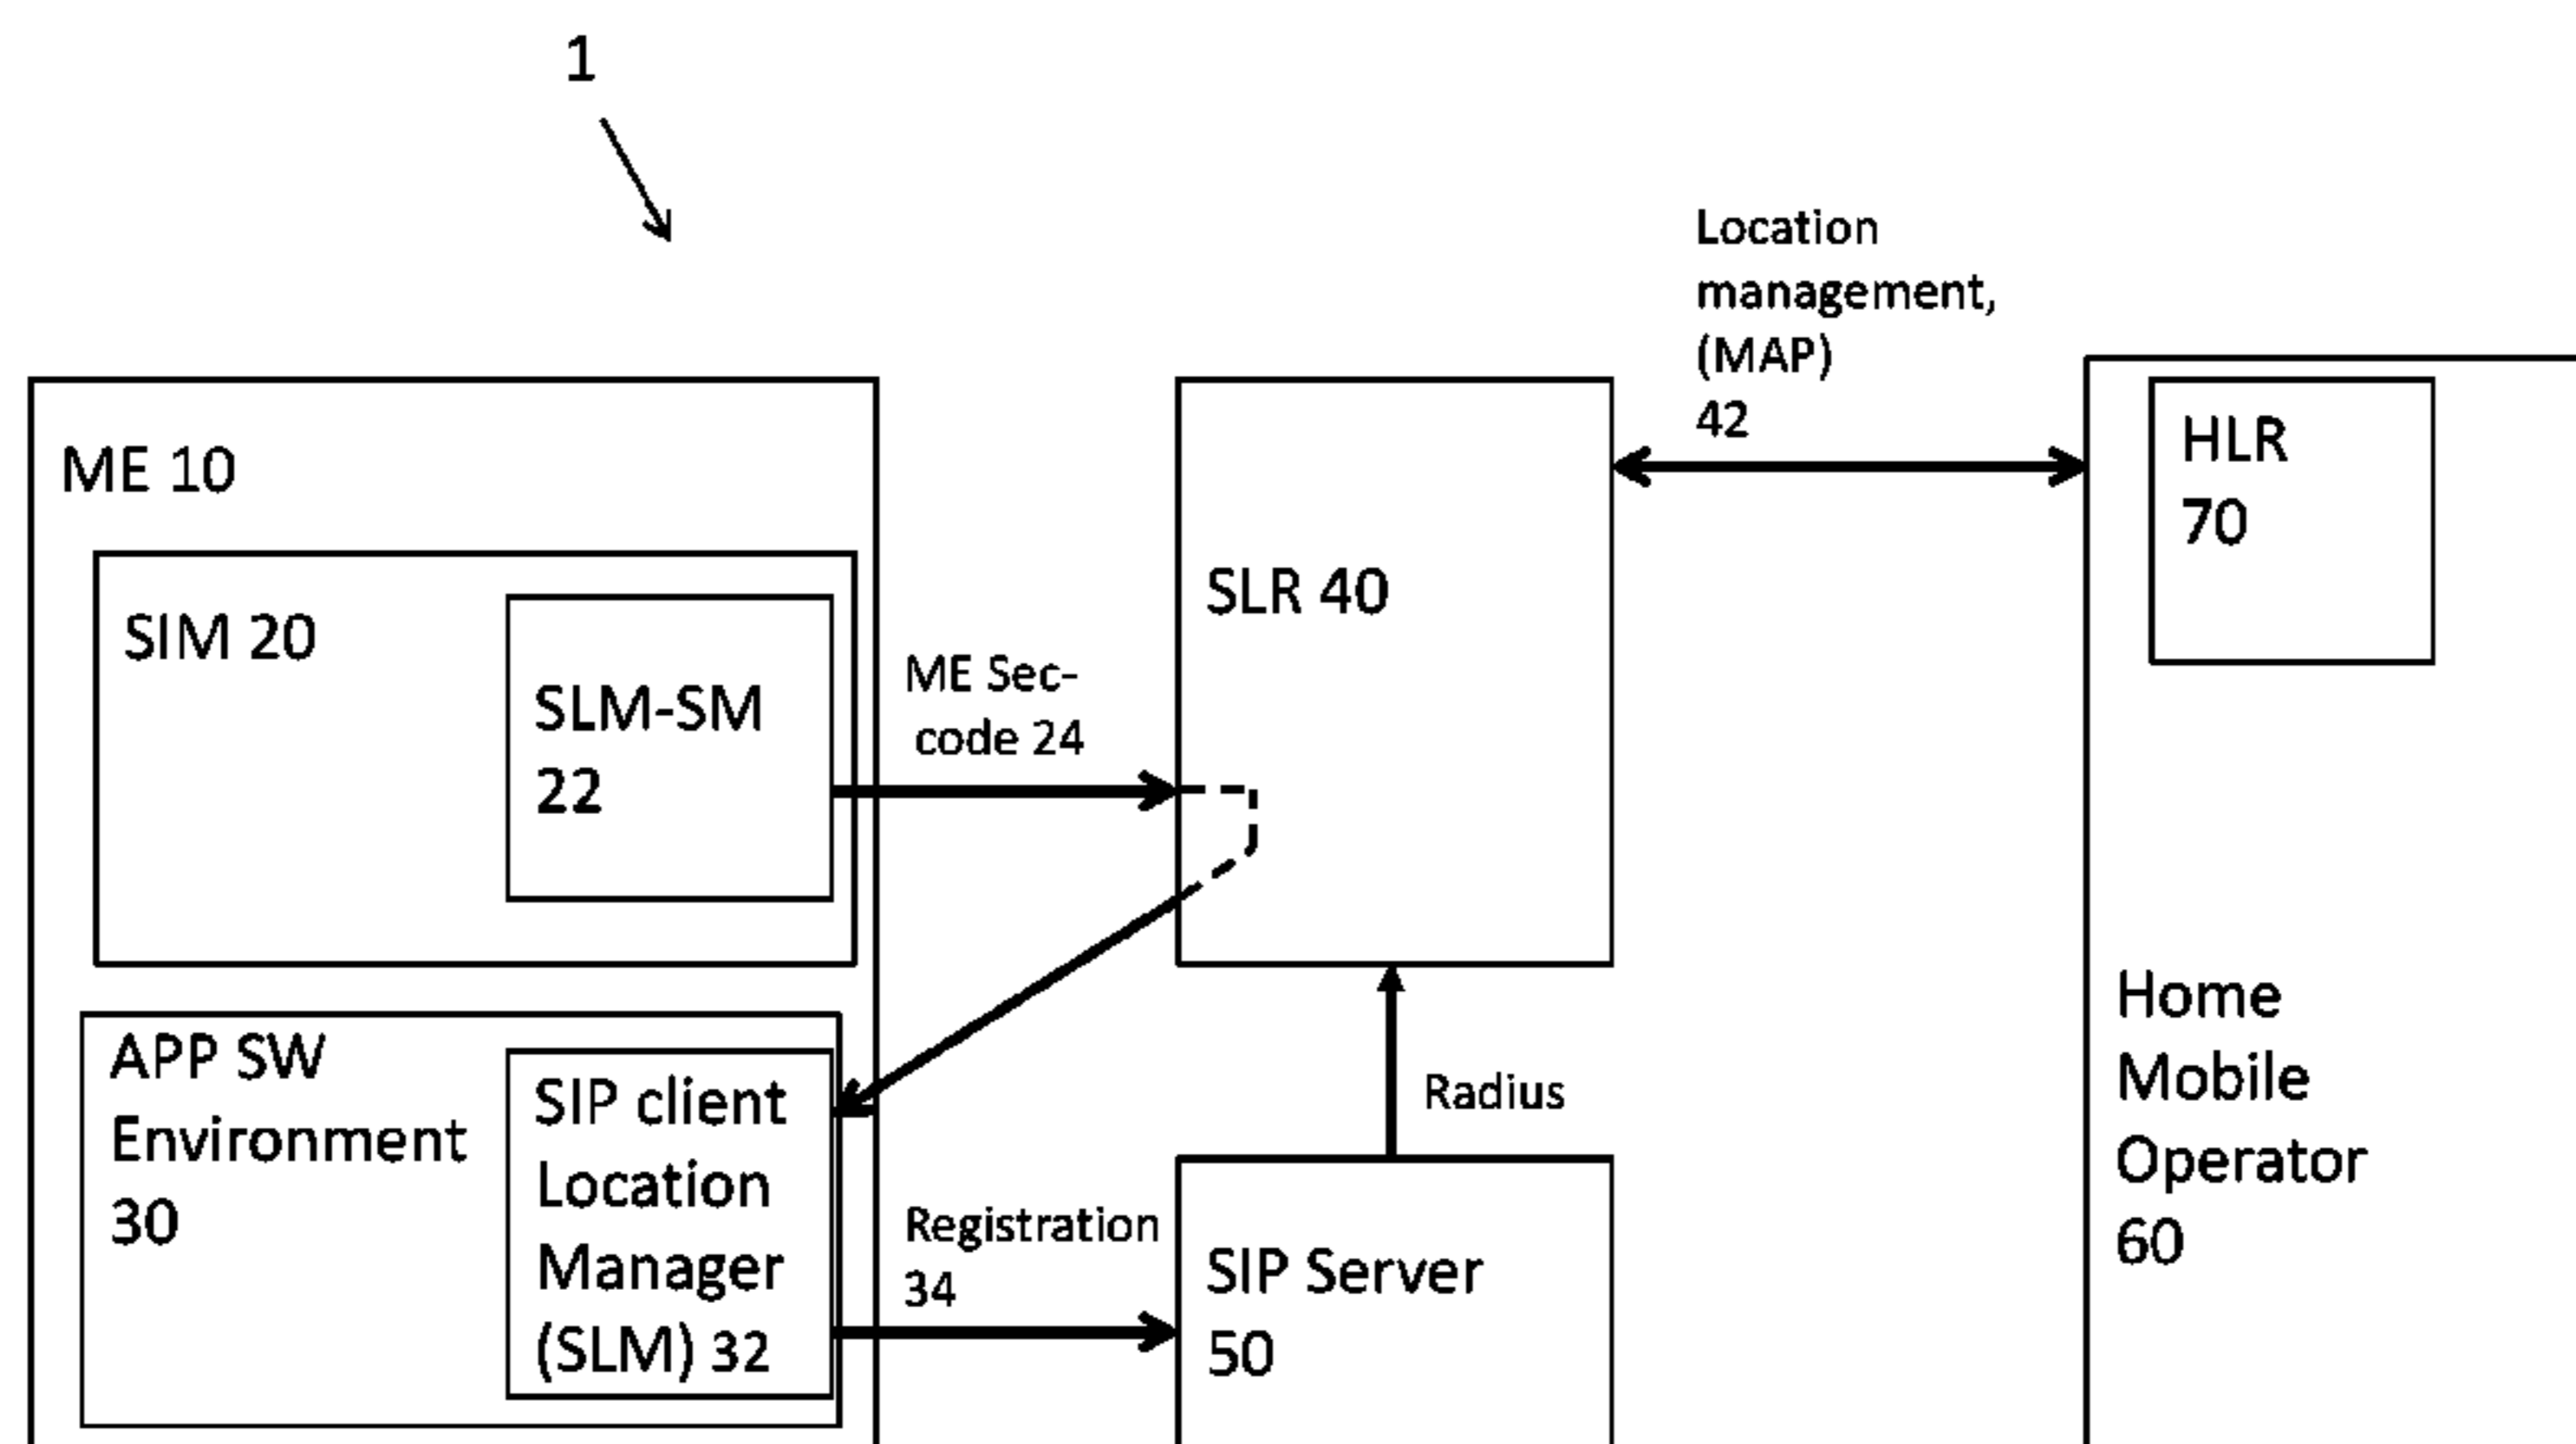 1
Location
management,
(MAP)
42
ME 10
HLR
70
SIM 20
SLM-SM
22
ME Sec-
code 24
SLR 40
Home
Mobile
Operator
60
APP SW
Environment
30
SIP client
Location
Manager
(SLM) 32
Radius
Registration
34
SIP Server
50